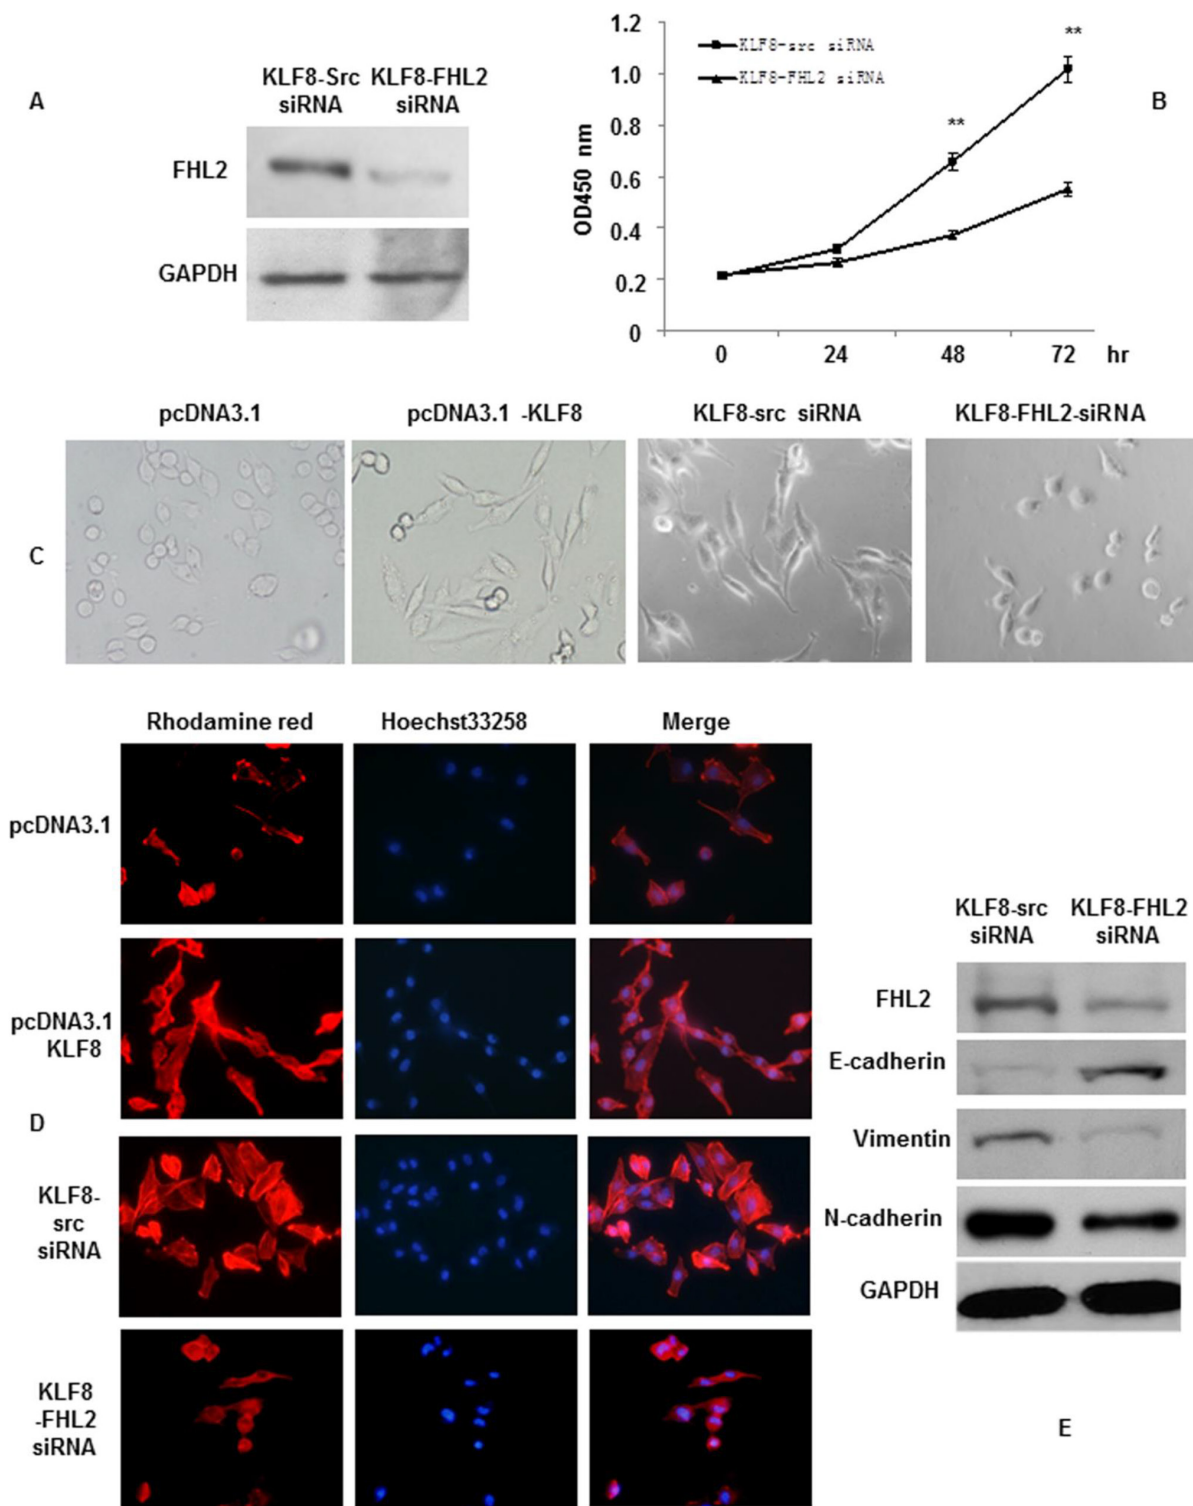 A
KLF8-Src KLF8-FHL2
siRNA siRNA
FHL2
GAPDH
B
1.2
1.0
0.8
0.6
0.4
0.2
0
OD450 nm
KLF8-src siRNA
KLF8-FHL2 siRNA
**
**
0 24 48 72 hr
C
pcDNA3.1 pcDNA3.1 -KLF8 KLF8-src siRNA KLF8-FHL2-siRNA
D
Rhodamine red Hoechst33258 Merge
pcDNA3.1
pcDNA3.1
KLF8
KLF8-
src
siRNA
KLF8
-FHL2
siRNA
KLF8-src KLF8-FHL2
siRNA siRNA
FHL2
E-cadherin
Vimentin
N-cadherin
GAPDH
E